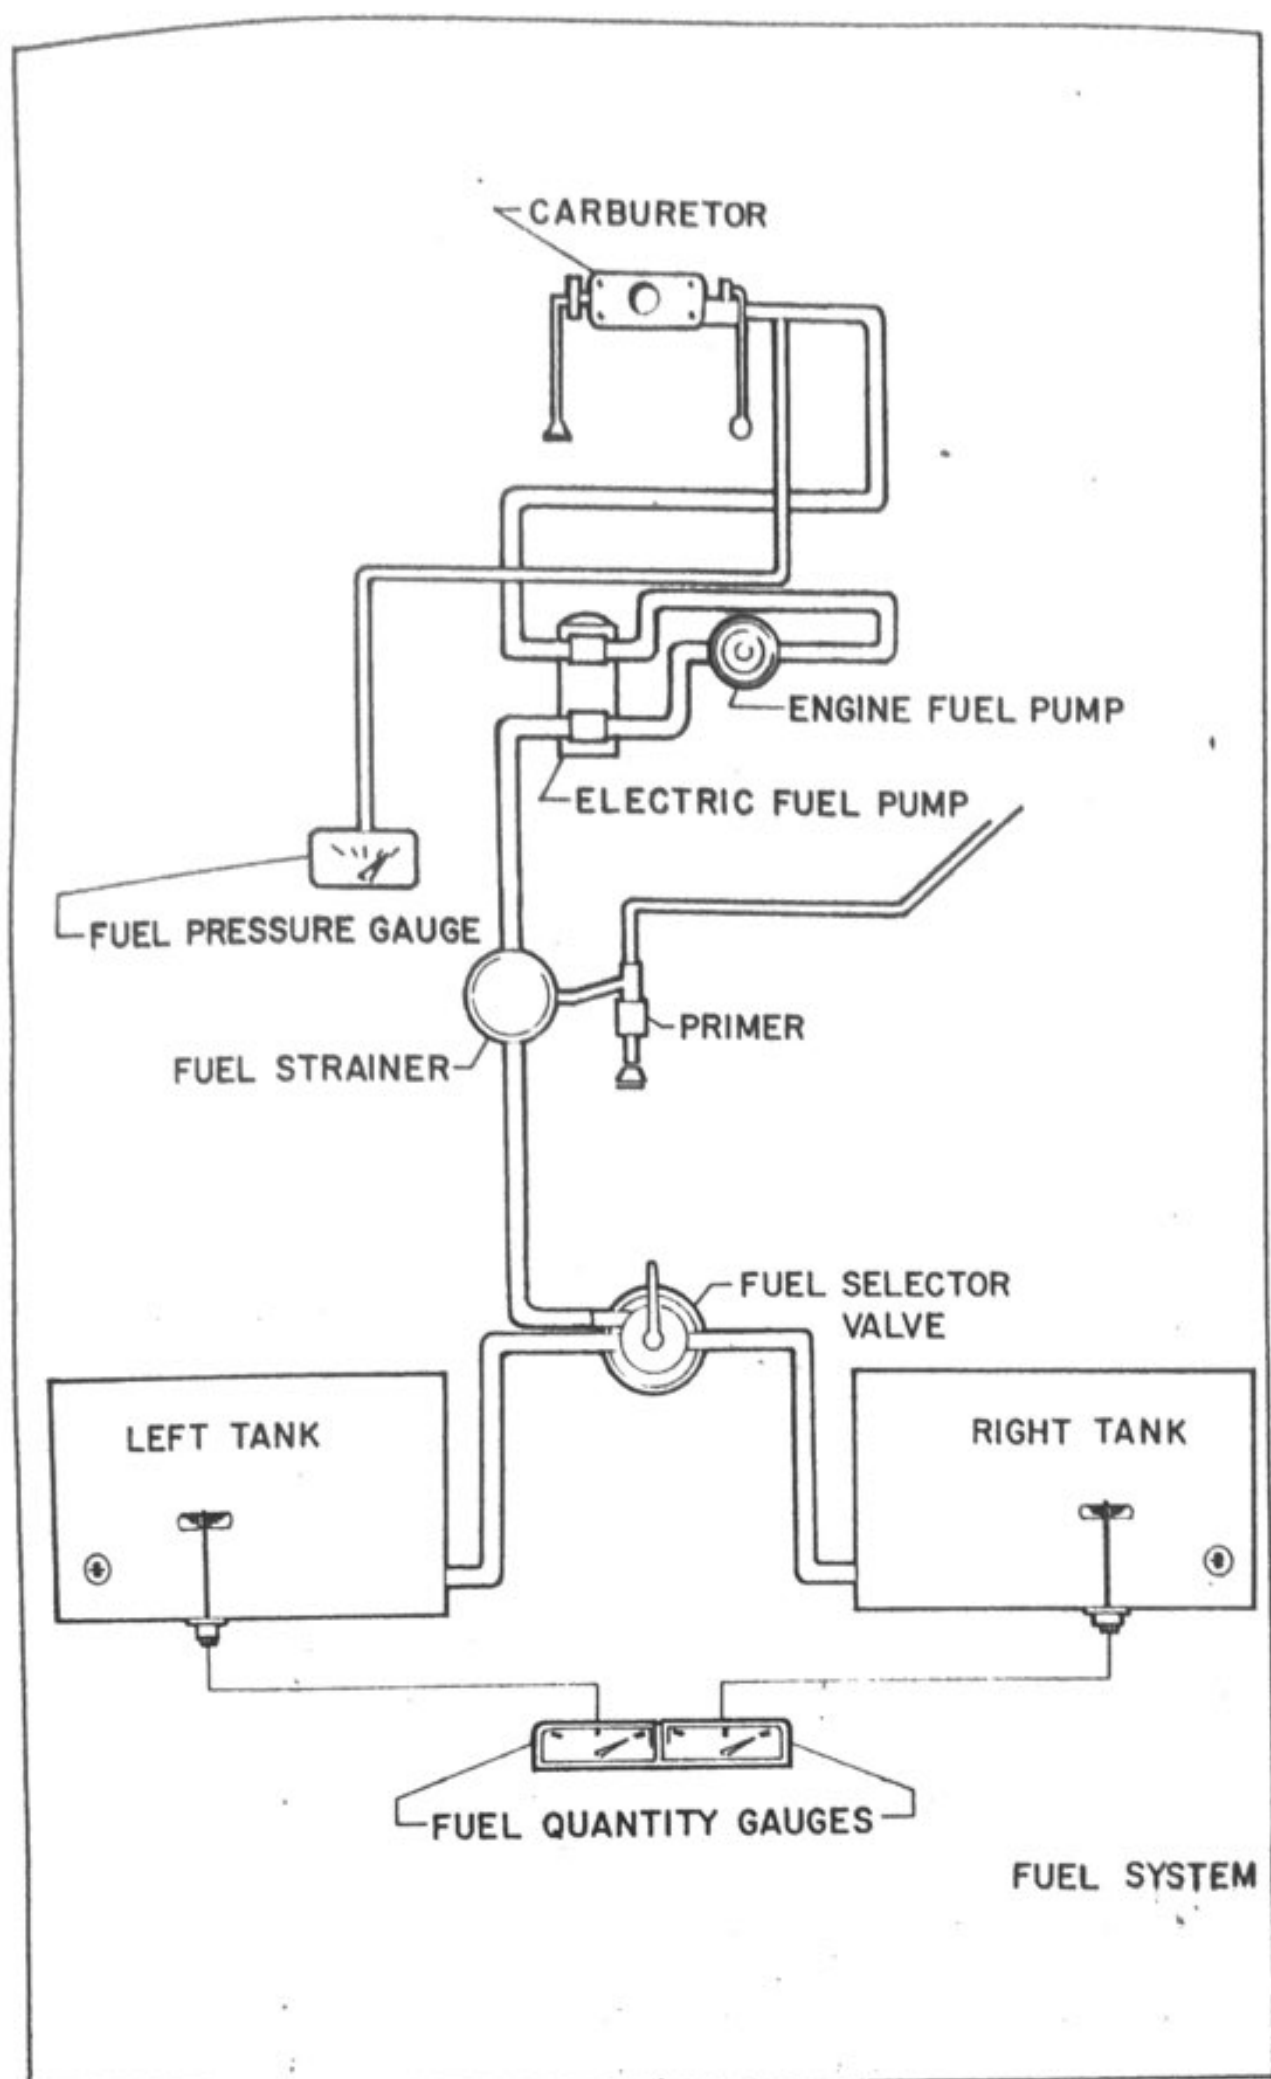 CARBURETOR
ENGINE FUEL PUMP
ELECTRIC FUEL PUMP
FUEL PRESSURE GAUGE
PRIMER
FUEL STRAINER
FUEL SELECTOR
VALVE
LEFT TANK
RIGHT TANK
FUEL QUANTITY GAUGES
FUEL SYSTEM